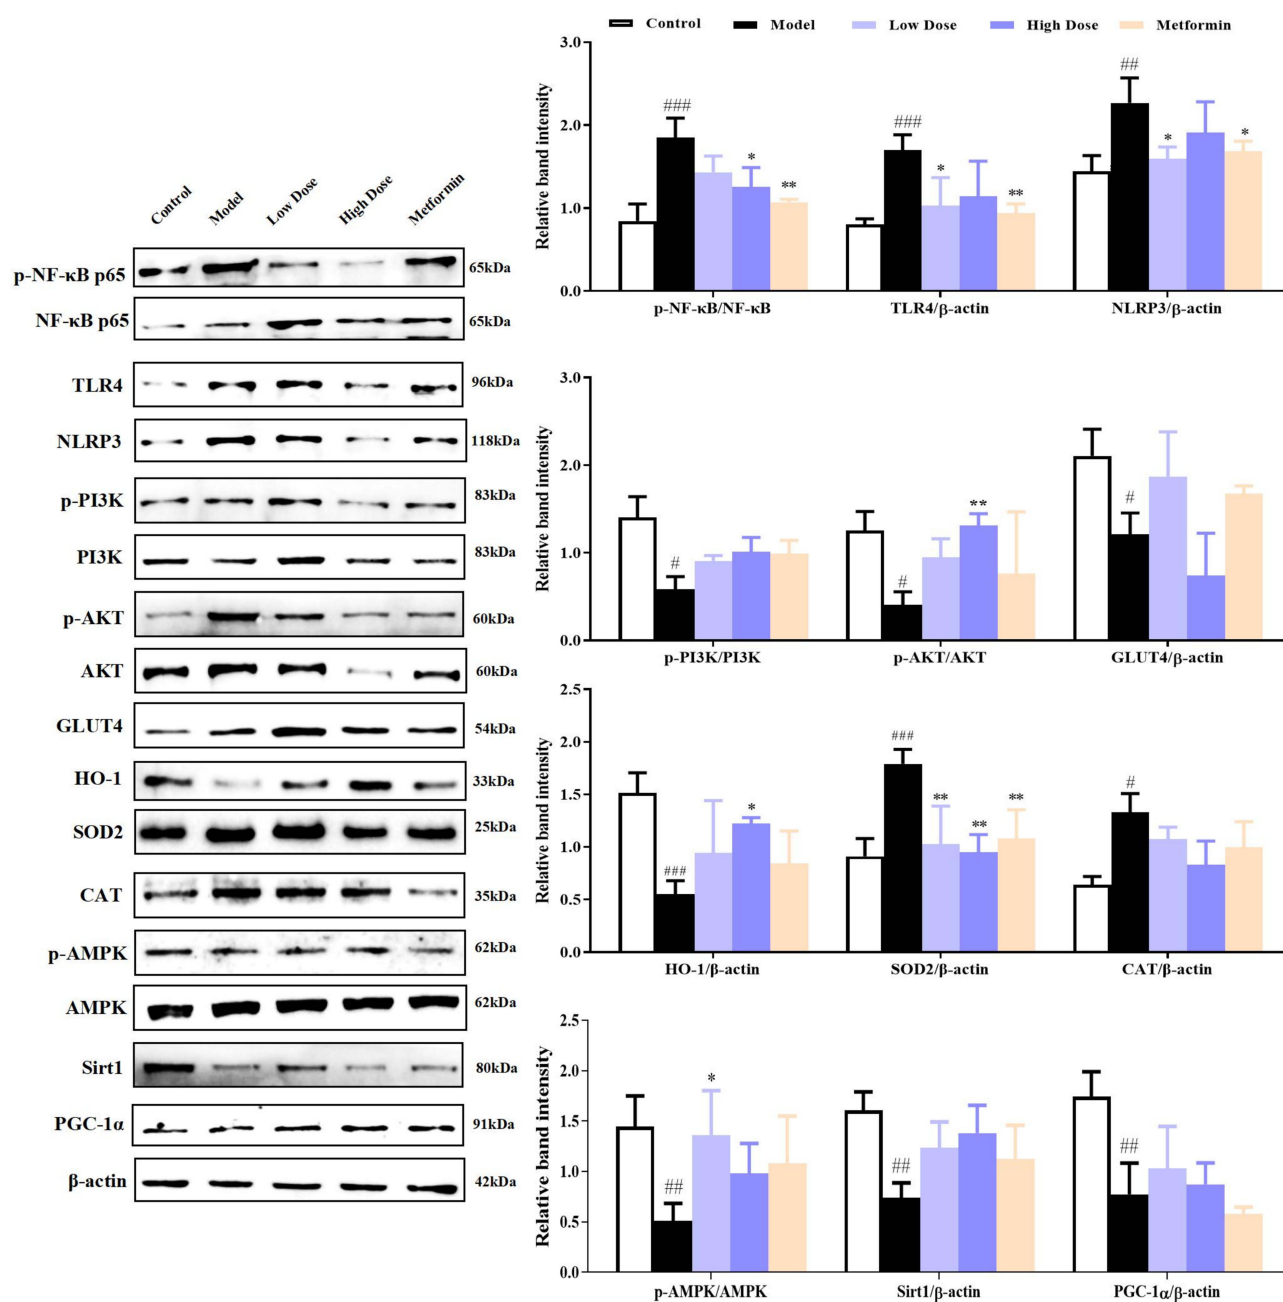 Control
Model
Low Dose
High Dose
Metformin
p-NF-κB p65
65kDa
NF-κB p65
65kDa
TLR4
96kDa
NLRP3
118kDa
p-PI3K
83kDa
PI3K
83kDa
p-AKT
60kDa
AKT
60kDa
GLUT4
54kDa
HO-1
33kDa
SOD2
25kDa
CAT
35kDa
p-AMPK
62kDa
AMPK
62kDa
Sirt1
80kDa
PGC-1α
91kDa
β-actin
42kDa
Control Model Low Dose High Dose Metformin
Relative band intensity
3.0
2.0
1.0
0.0
###
*
**
###
*
**
##
*
*
p-NF-κB/NF-κB TLR4/β-actin NLRP3/β-actin
Relative band intensity
3.0
2.0
1.0
0.0
#
#
**
#
p-PI3K/PI3K p-AKT/AKT GLUT4/β-actin
Relative band intensity
2.5
2.0
1.5
1.0
0.5
0.0
###
*
###
**
**
**
#
HO-1/β-actin SOD2/β-actin CAT/β-actin
Relative band intensity
2.5
2.0
1.5
1.0
0.5
0.0
##
*
##
##
p-AMPK/AMPK Sirt1/β-actin PGC-1α/β-actin